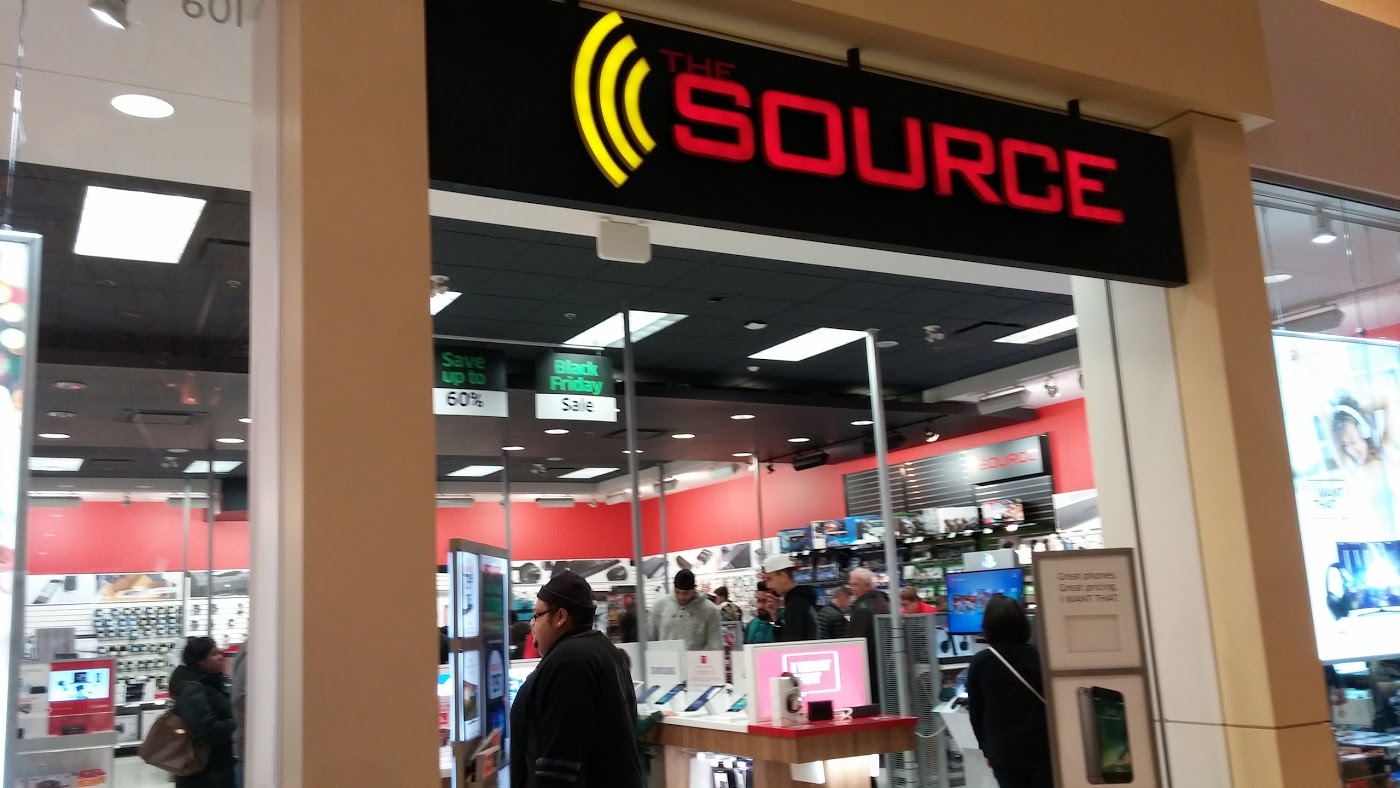 601
THE
SOURCE
Save
up to
60%
Black
Friday
Sale
SOURCE
SAMSUNG
Great phones.
Great pricing.
I WANT THAT.
I WANT
THAT.